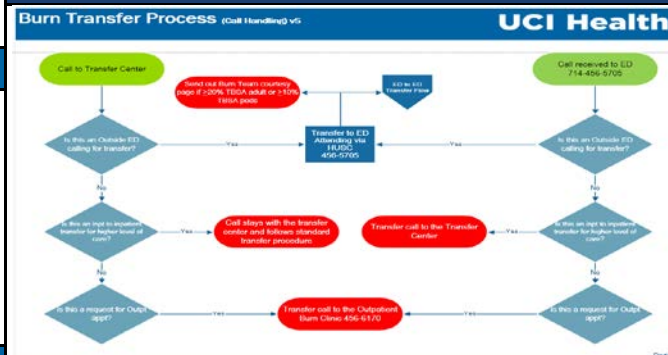 Burn Transfer Process (Call Handling) v5
UCI Health
Call to Transfer Center
Send out Burn Team courtesy
page if ≥20% TBSA adult or ≥10%
TBSA peds
ED to ED
Transfer Flow
Call received to ED
714-456-5705
Is this an Outside ED
calling for transfer?
Yes
Transfer to ED
Attending via
HUSC
456-5705
Yes
Is this an Outside ED
calling for transfer?
No
No
Is this an inpt to inpatient
transfer for higher level of
care?
Yes
Call stays with the transfer
center and follows standard
transfer procedure
Transfer call to the Transfer
Center
Yes
Is this an inpt to inpatient
transfer for higher level of
care?
No
No
Is this a request for Outpt
appt?
Yes
Transfer call to the Outpatient
Burn Clinic 456-6170
Yes
Is this a request for Outpt
appt?